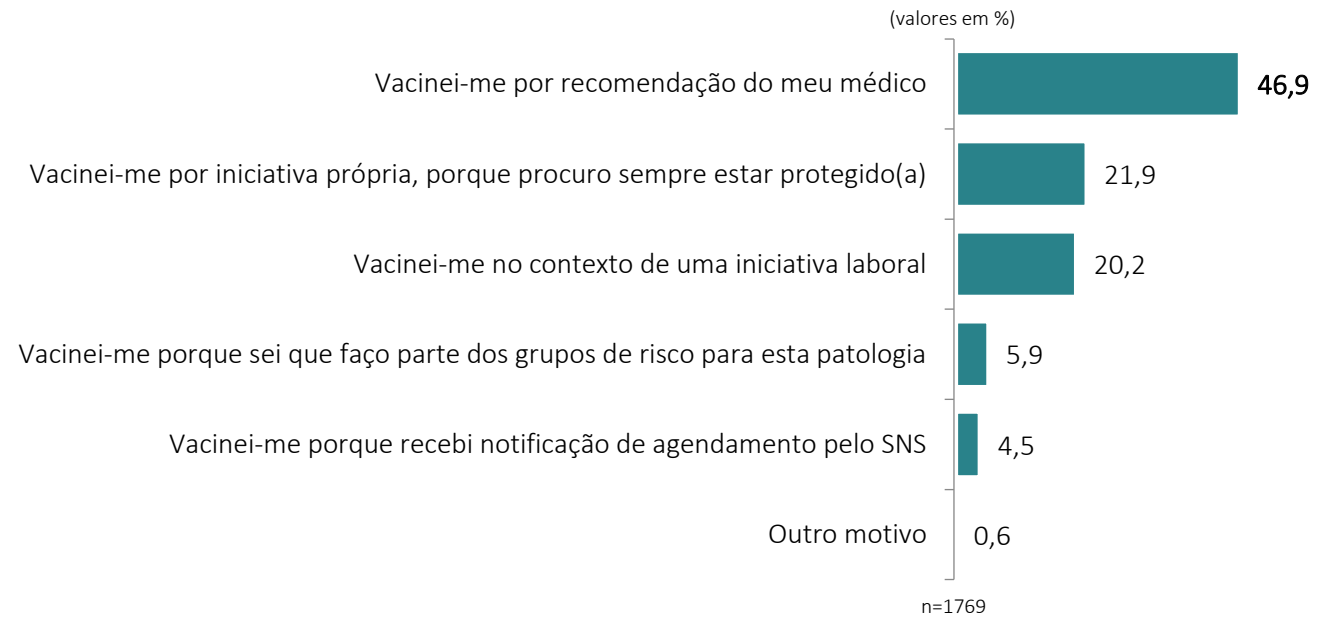 (valores em %)
Vacinei-me por recomendação do meu médico 46,9
Vacinei-me por iniciativa própria, porque procuro sempre estar protegido(a) 21,9
Vacinei-me no contexto de uma iniciativa laboral 20,2
Vacinei-me porque sei que faço parte dos grupos de risco para esta patologia 5,9
Vacinei-me porque recebi notificação de agendamento pelo SNS 4,5
Outro motivo 0,6
n=1769